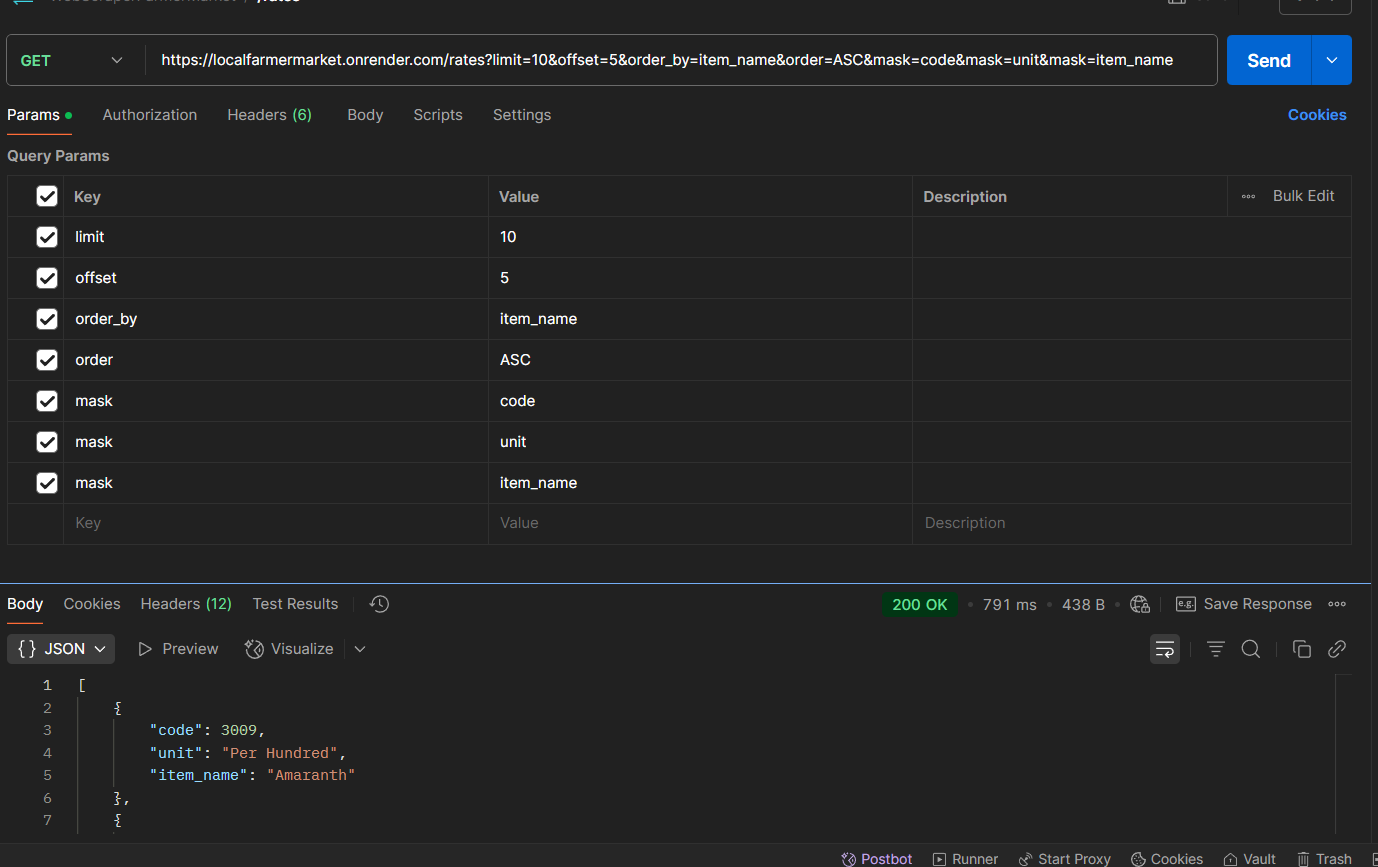 GET https://localfarmermarket.onrender.com/rates?limit=10&offset=5&order_by=item_name&order=ASC&mask=code&mask=unit&mask=item_name Send
Params Authorization Headers (6) Body Scripts Settings Cookies
Query Params
Key Value Description Bulk Edit
limit 10
offset 5
order_by item_name
order ASC
mask code
mask unit
mask item_name
Key Value Description
Body Cookies Headers (12) Test Results 200 OK 791 ms 438 B e.g. Save Response
{} JSON Preview Visualize
1 [
2 {
3 "code": 3009,
4 "unit": "Per Hundred",
5 "item_name": "Amaranth"
6 },
7 {
Postbot Runner Start Proxy Cookies Vault Trash